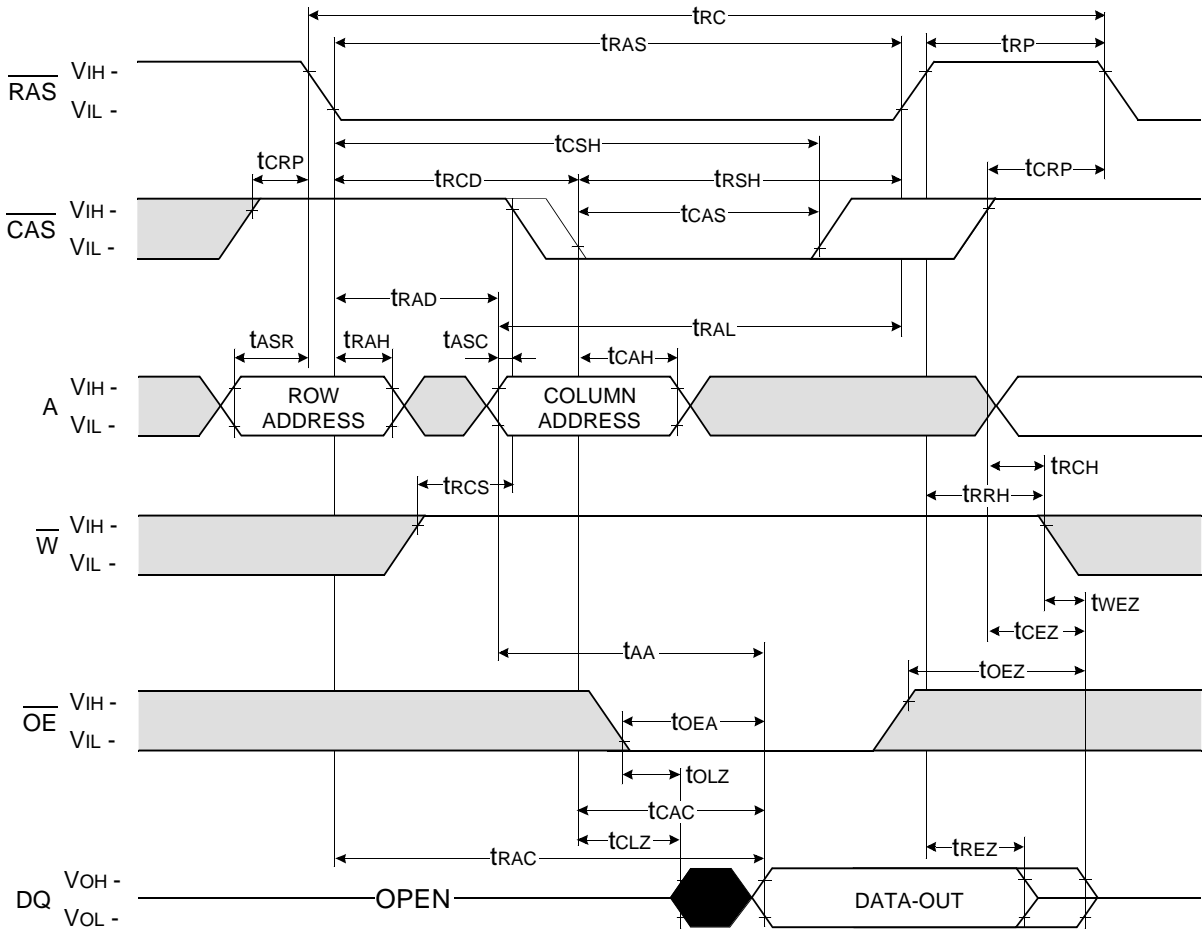 tRC
tRAS
tRP
RAS
VIH -
VIL -
tCSH
tCRP
tRCD
tRSH
tCRP
CAS
VIH -
VIL -
tCAS
tRAD
tRAL
tASR
tRAH
tASC
tCAH
A
VIH -
VIL -
ROW
ADDRESS
COLUMN
ADDRESS
tRCH
tRCS
tRRH
W
VIH -
VIL -
tWEZ
tCEZ
tAA
tOEZ
OE
VIH -
VIL -
tOEA
tOLZ
tCAC
tCLZ
tREZ
tRAC
DQ
VOH -
VOL -
OPEN
DATA-OUT